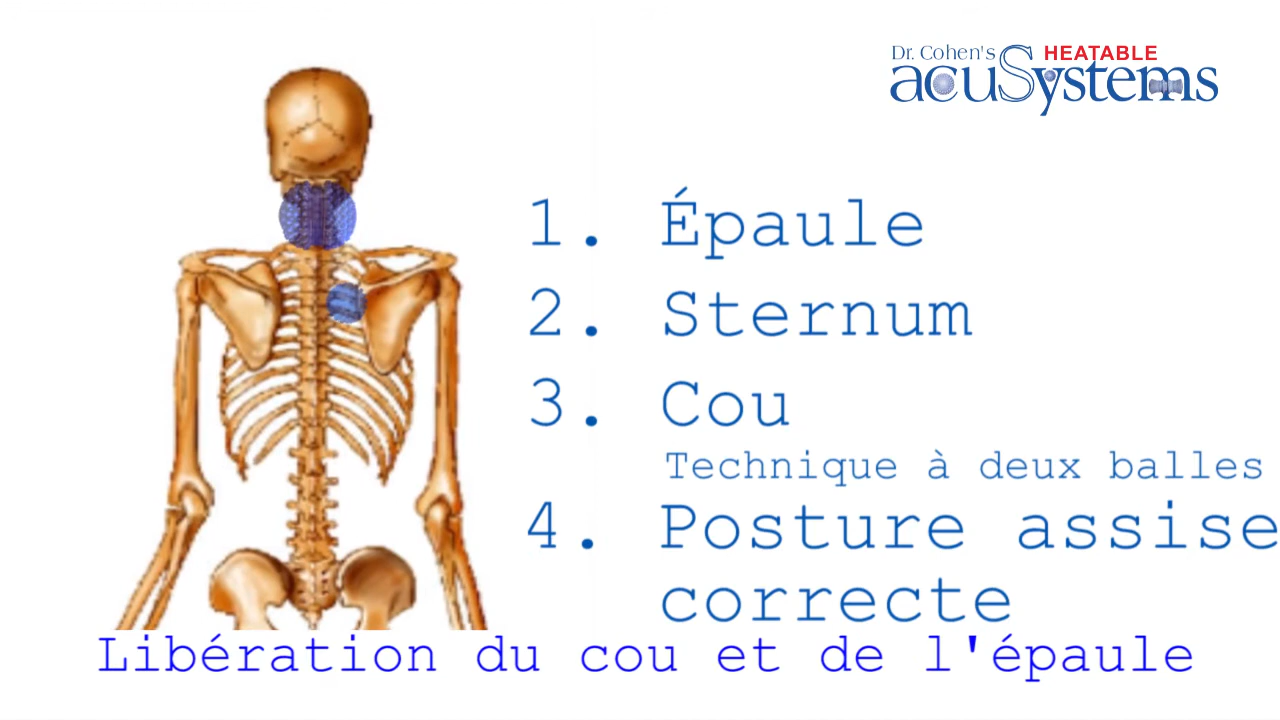 Dr. Cohen's HEATABLE
acuSystems
1. Épaule
2. Sternum
3. Cou
Technique à deux balles
4. Posture assise
correcte
Libération du cou et de l'épaule